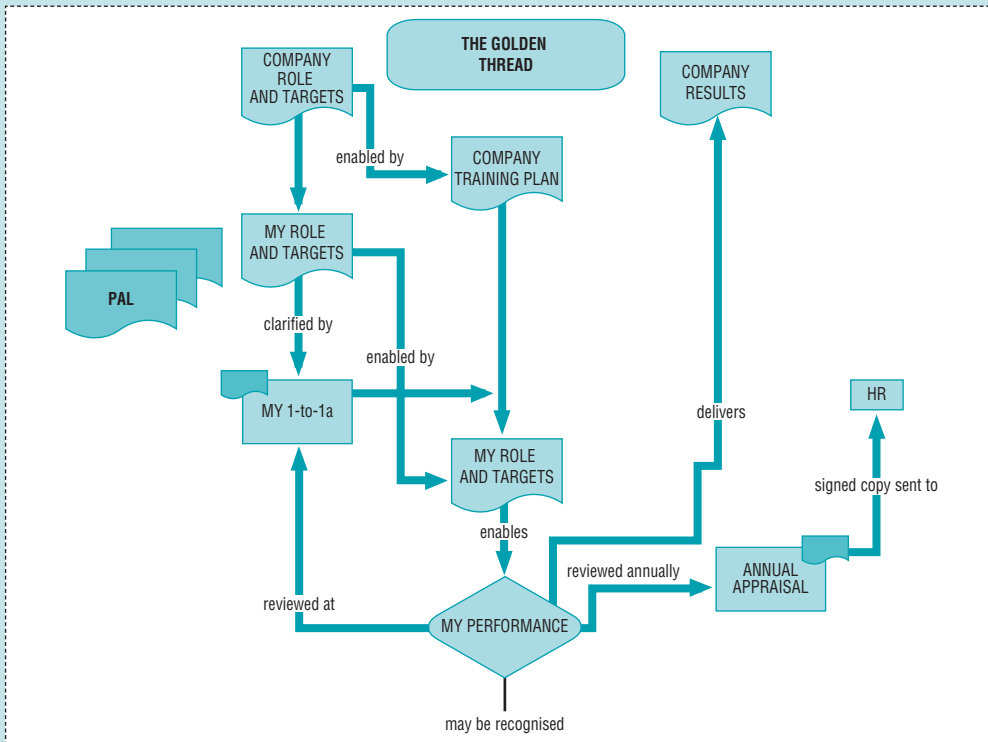 THE GOLDEN
THREAD
COMPANY
ROLE
AND TARGETS
COMPANY
RESULTS
enabled by
COMPANY
TRAINING PLAN
MY ROLE
AND TARGETS
PAL
clarified by
enabled by
MY 1-to-1a
delivers
HR
MY ROLE
AND TARGETS
signed copy sent to
enables
reviewed annually
ANNUAL
APPRAISAL
reviewed at
MY PERFORMANCE
may be recognised